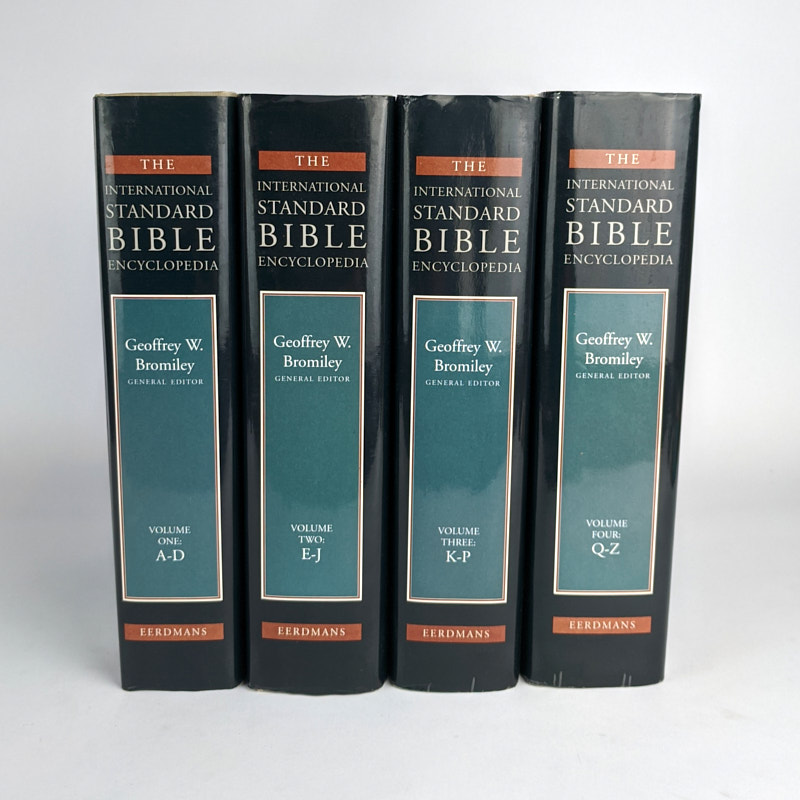 THE
INTERNATIONAL
STANDARD
BIBLE
ENCYCLOPEDIA
Geoffrey W.
Bromiley
GENERAL EDITOR
VOLUME
ONE:
A-D
EERDMANS
THE
INTERNATIONAL
STANDARD
BIBLE
ENCYCLOPEDIA
Geoffrey W.
Bromiley
GENERAL EDITOR
VOLUME
TWO:
E-J
EERDMANS
THE
INTERNATIONAL
STANDARD
BIBLE
ENCYCLOPEDIA
Geoffrey W.
Bromiley
GENERAL EDITOR
VOLUME
THREE:
K-P
EERDMANS
THE
INTERNATIONAL
STANDARD
BIBLE
ENCYCLOPEDIA
Geoffrey W.
Bromiley
GENERAL EDITOR
VOLUME
FOUR:
Q-Z
EERDMANS